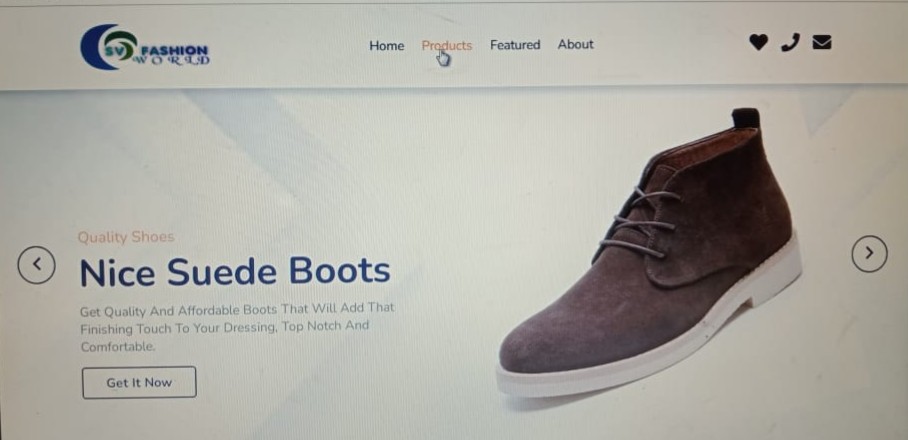 SV FASHION
WORLD
Home Products Featured About
Quality Shoes
Nice Suede Boots
Get Quality And Affordable Boots That Will Add That
Finishing Touch To Your Dressing, Top Notch And
Comfortable.
Get It Now